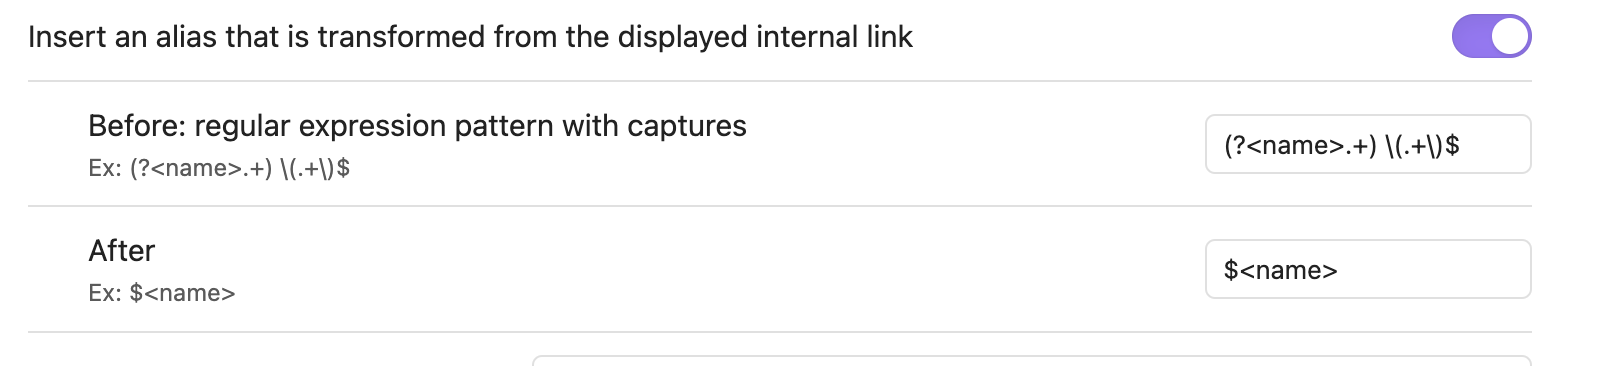 Insert an alias that is transformed from the displayed internal link
Before: regular expression pattern with captures
Ex: (?<name>.+) \(.+\)$
(?<name>.+) \(.+\)$
After
Ex: $<name>
$<name>